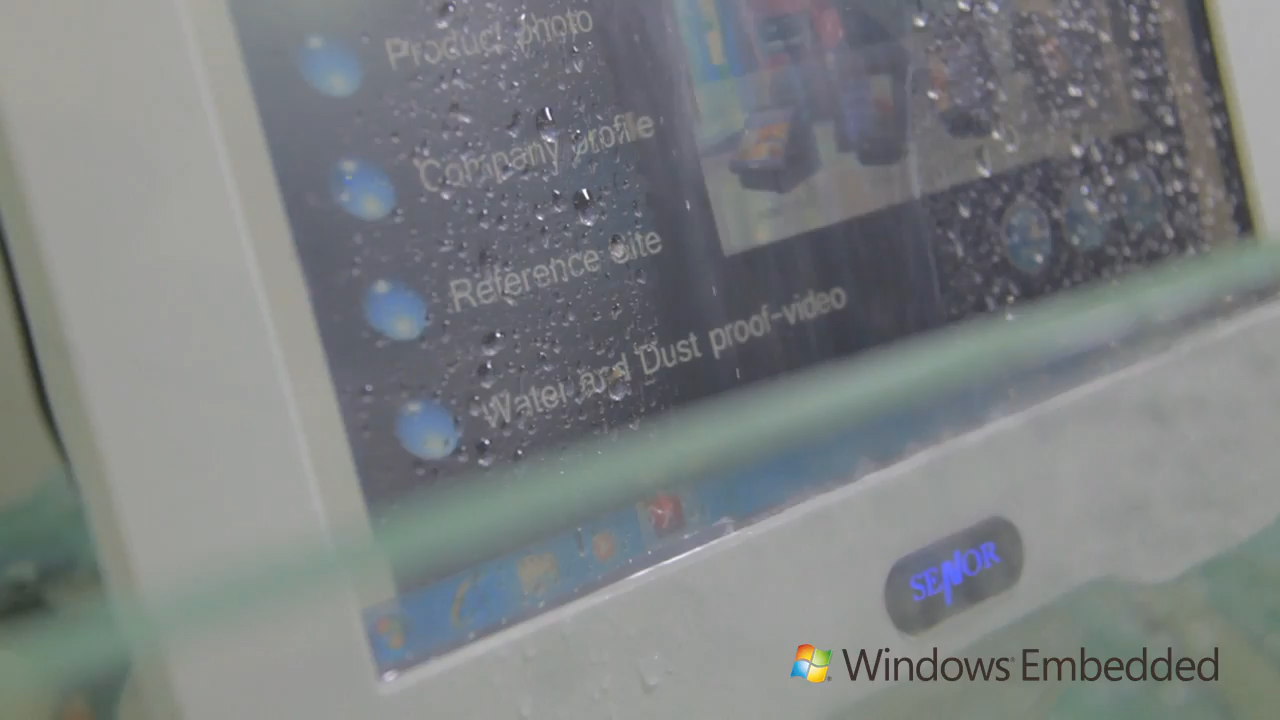 Product photo
Company profile
Reference site
Water and Dust proof-video
SENOR
Windows Embedded